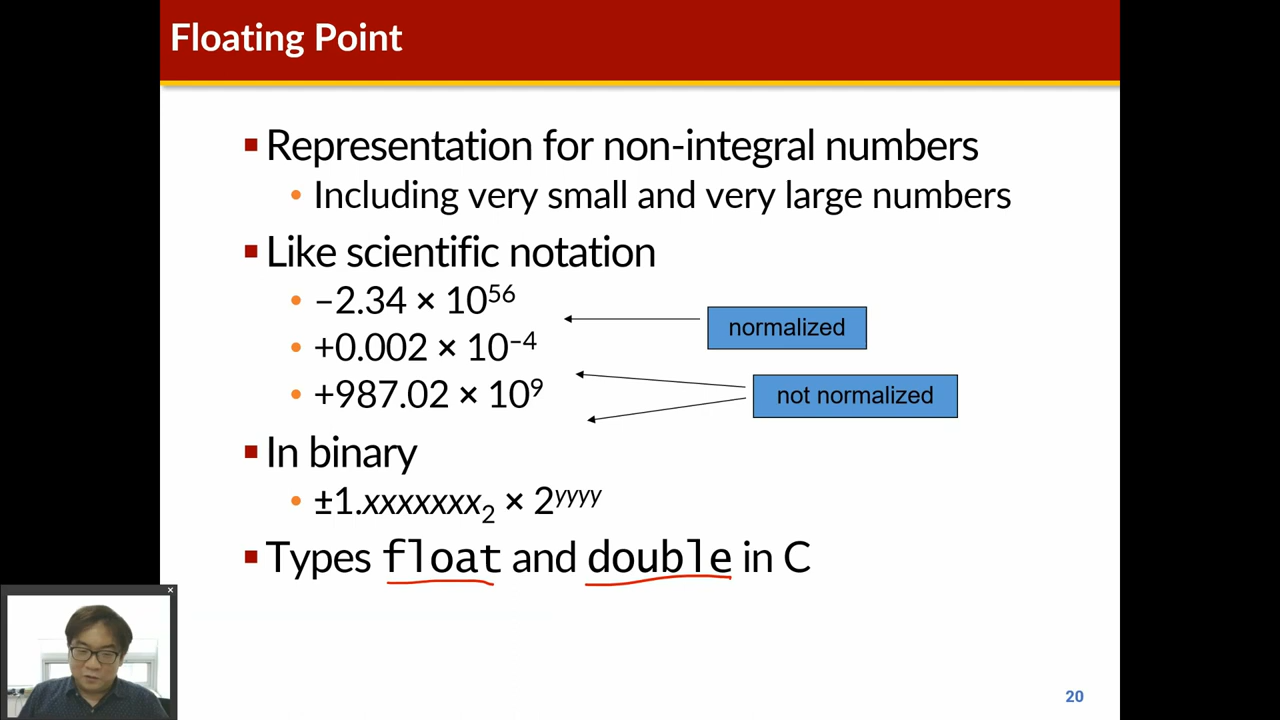 Floating Point
▪ Representation for non-integral numbers
• Including very small and very large numbers
▪ Like scientific notation
• –2.34 × 10⁵⁶
normalized
• +0.002 × 10⁻⁴
• +987.02 × 10⁹
not normalized
▪ In binary
• ±1.xxxxxxx₂ × 2ʸʸʸʸ
▪ Types float and double in C
20